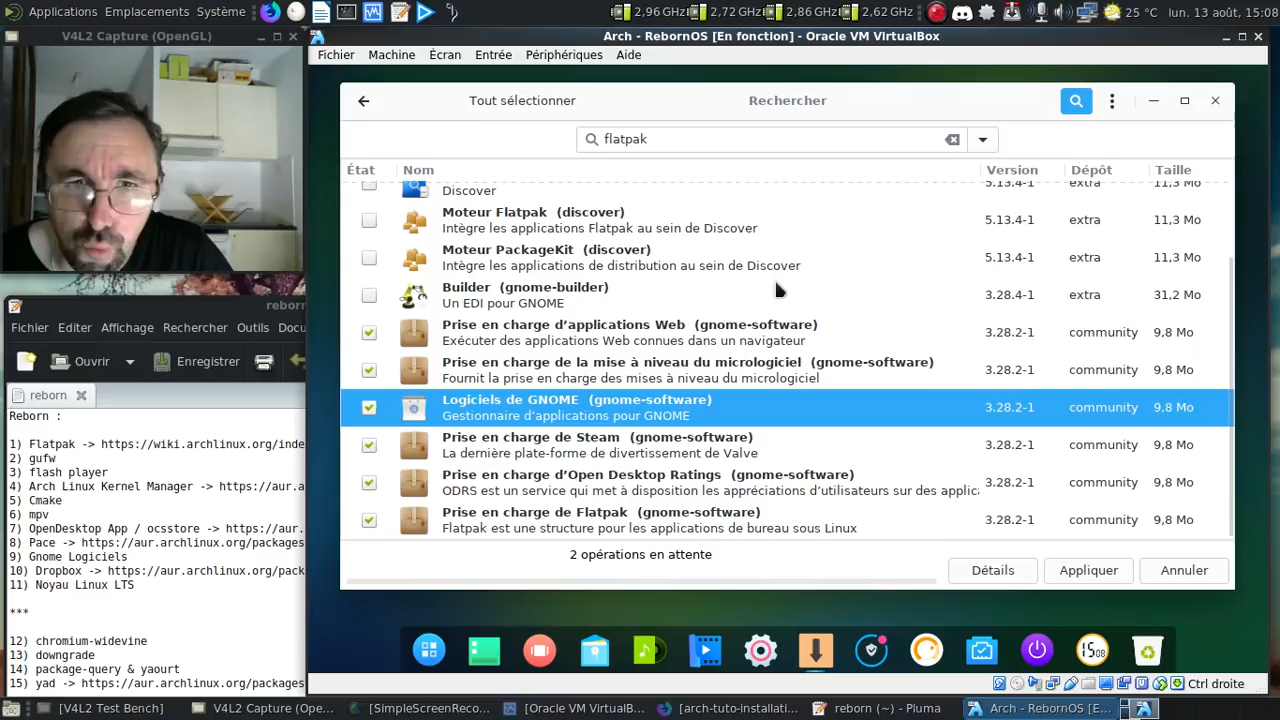 Applications Emplacements Système
2,96 GHz 2,72 GHz 2,86 GHz 2,62 GHz
25 °C lun. 13 août, 15:08
V4L2 Capture (OpenGL)
Arch - RebornOS [En fonction] - Oracle VM VirtualBox
Fichier Machine Écran Entrée Périphériques Aide
Tout sélectionner Rechercher
flatpak
État Nom Version Dépôt Taille
Discover 5.13.4-1 extra 11,3 Mo
Moteur Flatpak (discover)
Intègre les applications Flatpak au sein de Discover
5.13.4-1 extra 11,3 Mo
Moteur PackageKit (discover)
Intègre les applications de distribution au sein de Discover
5.13.4-1 extra 11,3 Mo
Builder (gnome-builder)
Un EDI pour GNOME
3.28.4-1 extra 31,2 Mo
Prise en charge d’applications Web (gnome-software)
Exécuter des applications Web connues dans un navigateur
3.28.2-1 community 9,8 Mo
Prise en charge de la mise à niveau du micrologiciel (gnome-software)
Fournit la prise en charge des mises à niveau du micrologiciel
3.28.2-1 community 9,8 Mo
Logiciels de GNOME (gnome-software)
Gestionnaire d’applications pour GNOME
3.28.2-1 community 9,8 Mo
Prise en charge de Steam (gnome-software)
La dernière plate-forme de divertissement de Valve
3.28.2-1 community 9,8 Mo
Prise en charge d’Open Desktop Ratings (gnome-software)
ODRS est un service qui met à disposition les appréciations d’utilisateurs sur des applica
3.28.2-1 community 9,8 Mo
Prise en charge de Flatpak (gnome-software)
Flatpak est une structure pour les applications de bureau sous Linux
3.28.2-1 community 9,8 Mo
2 opérations en attente
Détails Appliquer Annuler
15 08
Ctrl droite
reborn
Fichier Editer Affichage Rechercher Outils Docu
Ouvrir Enregistrer
reborn
Reborn :
1) Flatpak -> https://wiki.archlinux.org/inde
2) gufw
3) flash player
4) Arch Linux Kernel Manager -> https://aur.a
5) Cmake
6) mpv
7) OpenDesktop App / ocsstore -> https://aur.
8) Pace -> https://aur.archlinux.org/packages
9) Gnome Logiciels
10) Dropbox -> https://aur.archlinux.org/pack
11) Noyau Linux LTS
***
12) chromium-widevine
13) downgrade
14) package-query & yaourt
15) yad -> https://aur.archlinux.org/packages
[V4L2 Test Bench] V4L2 Capture (Ope... [SimpleScreenReco... [Oracle VM VirtualB... [arch-tuto-installati... reborn (~) - Pluma Arch - RebornOS [E...